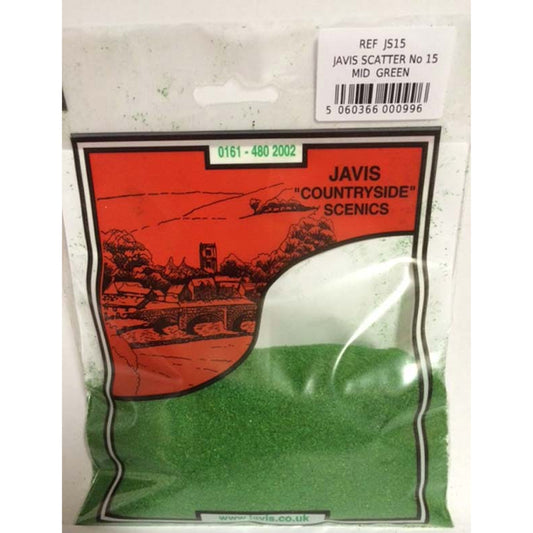 REF JS15
JAVIS SCATTER No 15
MID GREEN
5 060366 000996
0161 - 480 2002
JAVIS
"COUNTRYSIDE"
SCENICS
www.javis.co.uk